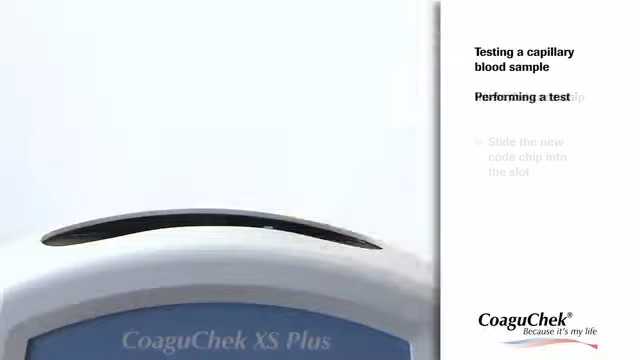 Testing a capillary
blood sample
Performing a test
Slide the new
code chip into
the slot
CoaguChek®
Because it's my life
CoaguChek XS Plus